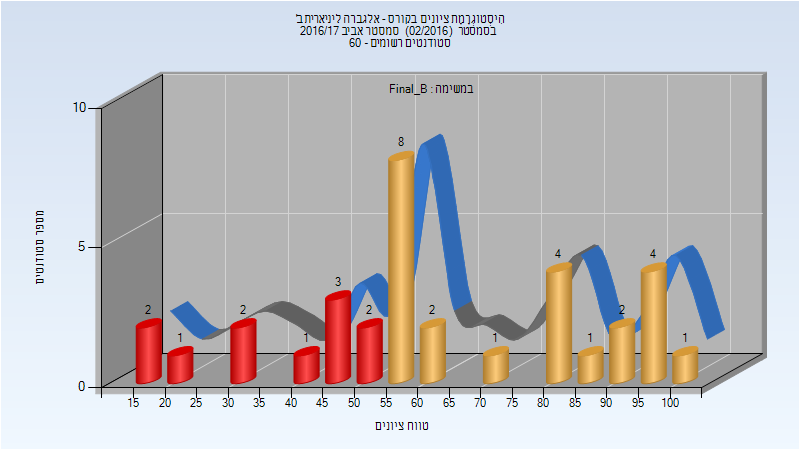 היסטוגרמת ציונים בקורס - אלגברה ליניארית ב'
בסמסטר (02/2016) סמסטר אביב 2016/17
סטודנטים רשומים - 60
במשימה : Final_B
10
5
0
מספר סטודנטים
2
1
2
1
3
2
8
2
1
4
1
2
4
1
15 20 25 30 35 40 45 50 55 60 65 70 75 80 85 90 95 100
טווח ציונים